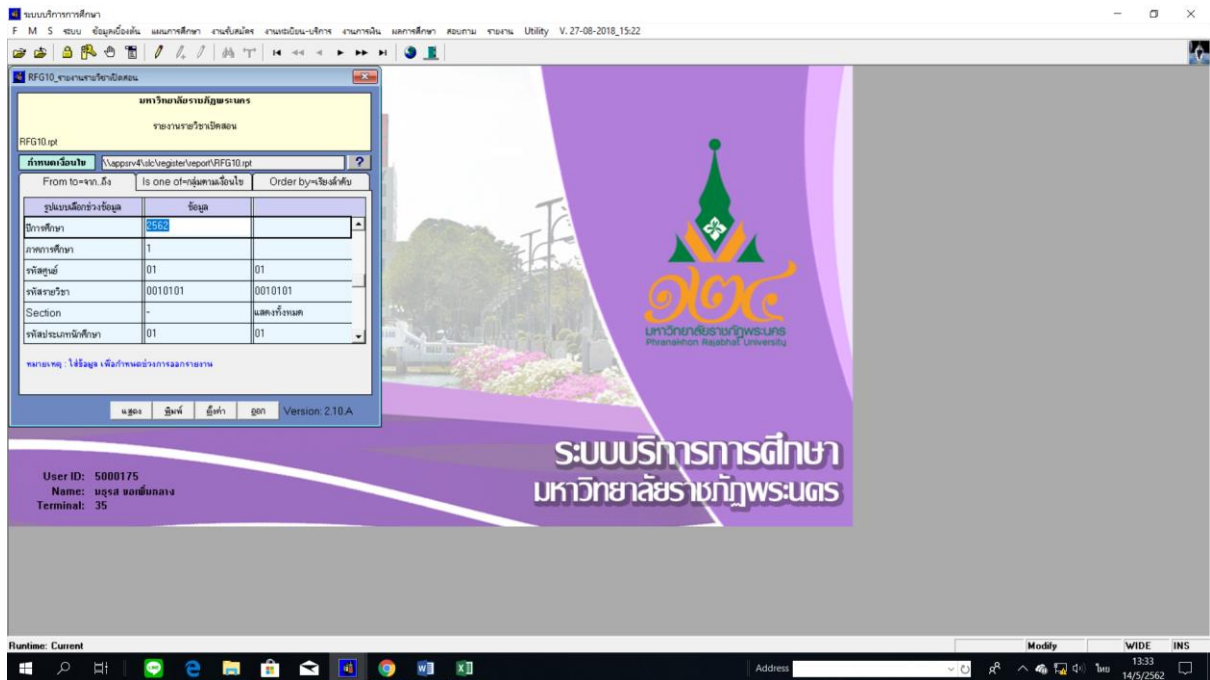 ระบบบริการการศึกษา
F M S ระบบ ข้อมูลเบื้องต้น แผนการศึกษา งานรับสมัคร งานทะเบียน-บริการ งานการเงิน ผลการศึกษา สอบถาม รายงาน Utility V. 27-08-2018_15:22
RFG10_รายงานรายวิชาเปิดสอน
มหาวิทยาลัยราชภัฏพระนคร
รายงานรายวิชาเปิดสอน
RFG10.rpt
กำหนดเงื่อนไข \\appsrv4\slc\register\report\RFG10.rpt ?
From to=จาก..ถึง Is one of=กลุ่มตามเงื่อนไข Order by=เรียงลำดับ
รูปแบบเลือกช่วงข้อมูล ข้อมูล
ปีการศึกษา 2562
ภาคการศึกษา 1
รหัสศูนย์ 01 01
รหัสรายวิชา 0010101 0010101
Section - แสดงทั้งหมด
รหัสประเภทนักศึกษา 01 01
หมายเหตุ : ใส่ข้อมูล เพื่อกำหนดช่วงการออกรายงาน
แสดง พิมพ์ ตั้งค่า ออก Version: 2.10.A
๑๒๔
มหาวิทยาลัยราชภัฏพระนคร
Phranakhon Rajabhat University
ระบบบริการการศึกษา
มหาวิทยาลัยราชภัฏพระนคร
User ID: 5000175
Name: มธุรส
Terminal: 35
Runtime: Current Modify WIDE INS
Address ไทย 13:33
14/5/2562